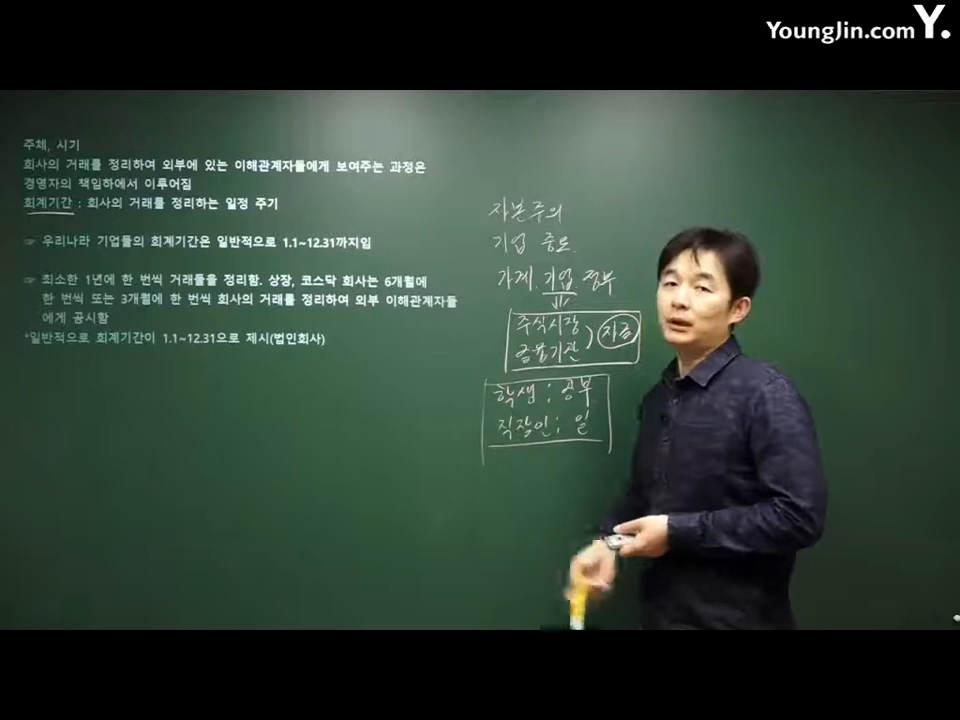 YoungJin.com Y.
주체, 시기
회사의 거래를 정리하여 외부에 있는 이해관계자들에게 보여주는 과정은
경영자의 책임하에서 이루어짐
회계기간 : 회사의 거래를 정리하는 일정 주기
☞ 우리나라 기업들의 회계기간은 일반적으로 1.1~12.31까지임
☞ 최소한 1년에 한 번씩 거래들을 정리함. 상장, 코스닥 회사는 6개월에
한 번씩 또는 3개월에 한 번씩 회사의 거래를 정리하여 외부 이해관계자들
에게 공시함
*일반적으로 회계기간이 1.1~12.31으로 제시(법인회사)
자본주의
기업 중요.
가계. 기업 정부
주식시장
금융기관 ) 자금
학생 : 공부
직장인 : 일